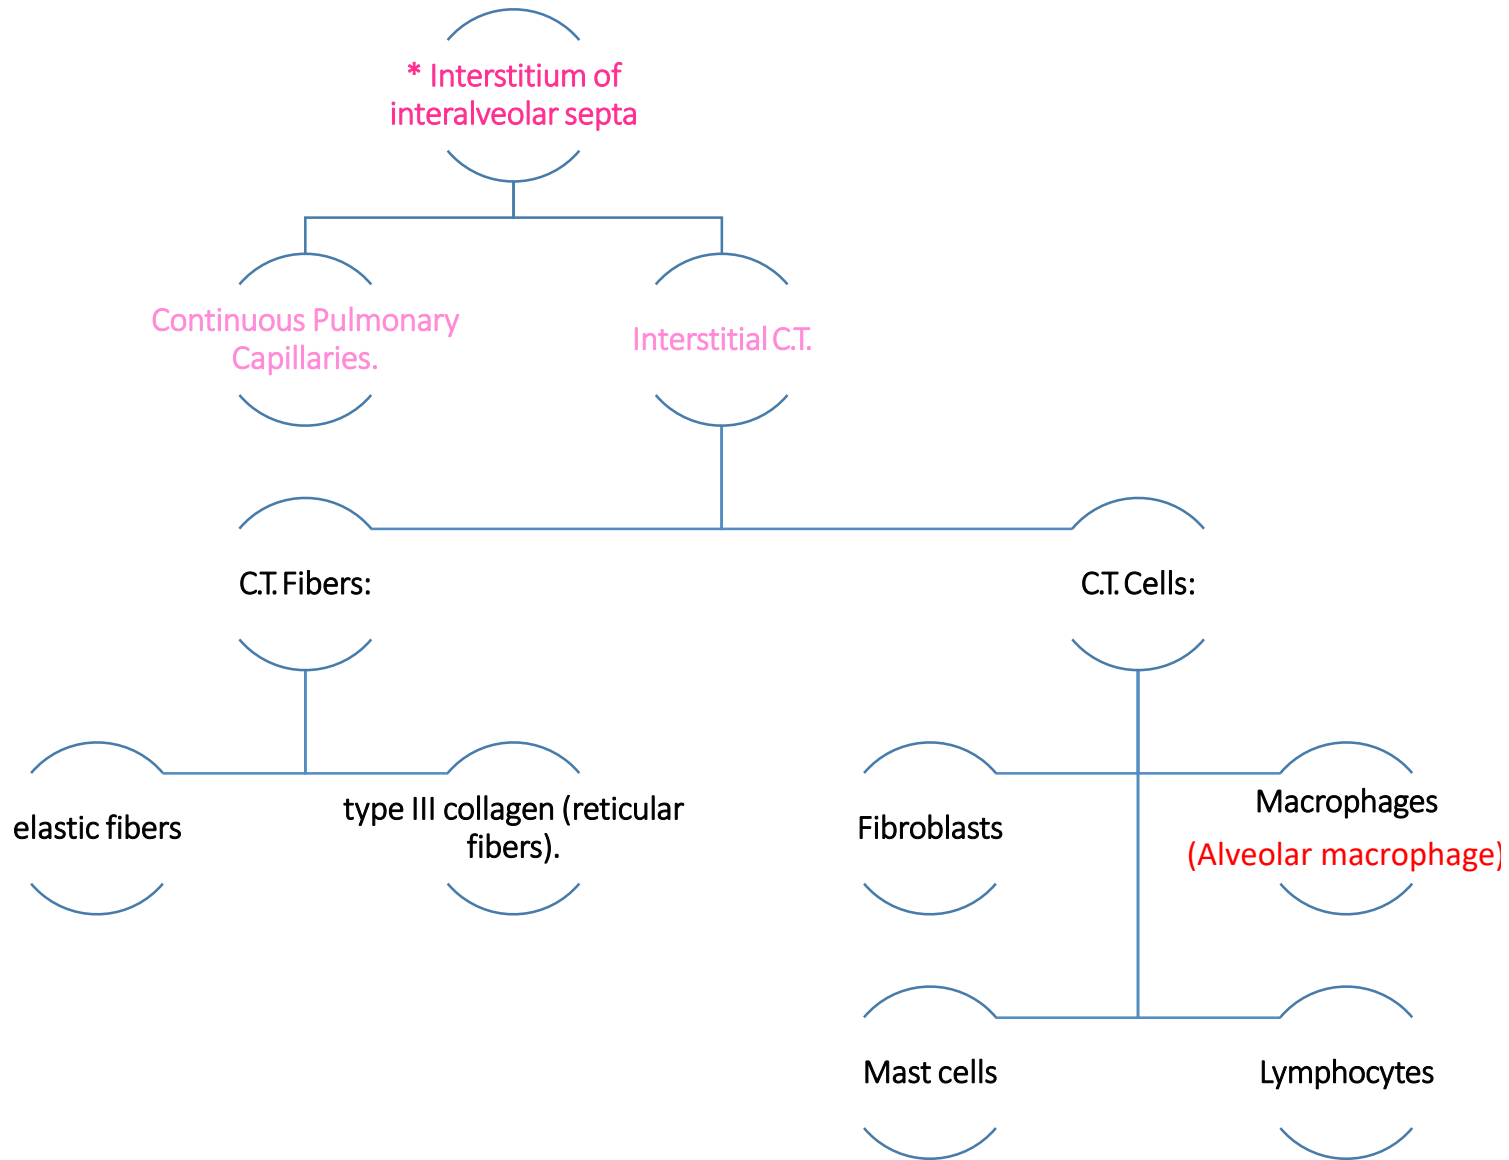 * Interstitium of
interalveolar septa
Continuous Pulmonary
Capillaries.
Interstitial C.T.
C.T. Fibers:
C.T. Cells:
elastic fibers
type III collagen (reticular
fibers).
Fibroblasts
Macrophages
(Alveolar macrophage)
Mast cells
Lymphocytes